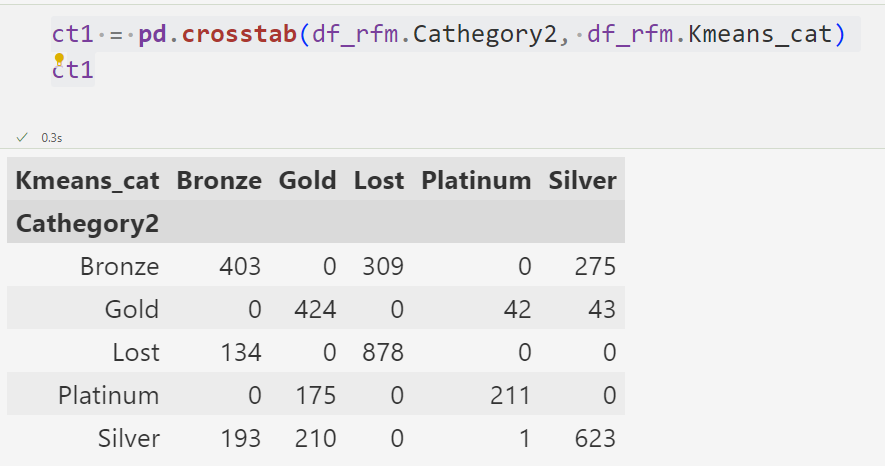 ct1 = pd.crosstab(df_rfm.Cathegory2, df_rfm.Kmeans_cat)
ct1
✓ 0.3s
Kmeans_cat Bronze Gold Lost Platinum Silver
Cathegory2
Bronze 403 0 309 0 275
Gold 0 424 0 42 43
Lost 134 0 878 0 0
Platinum 0 175 0 211 0
Silver 193 210 0 1 623